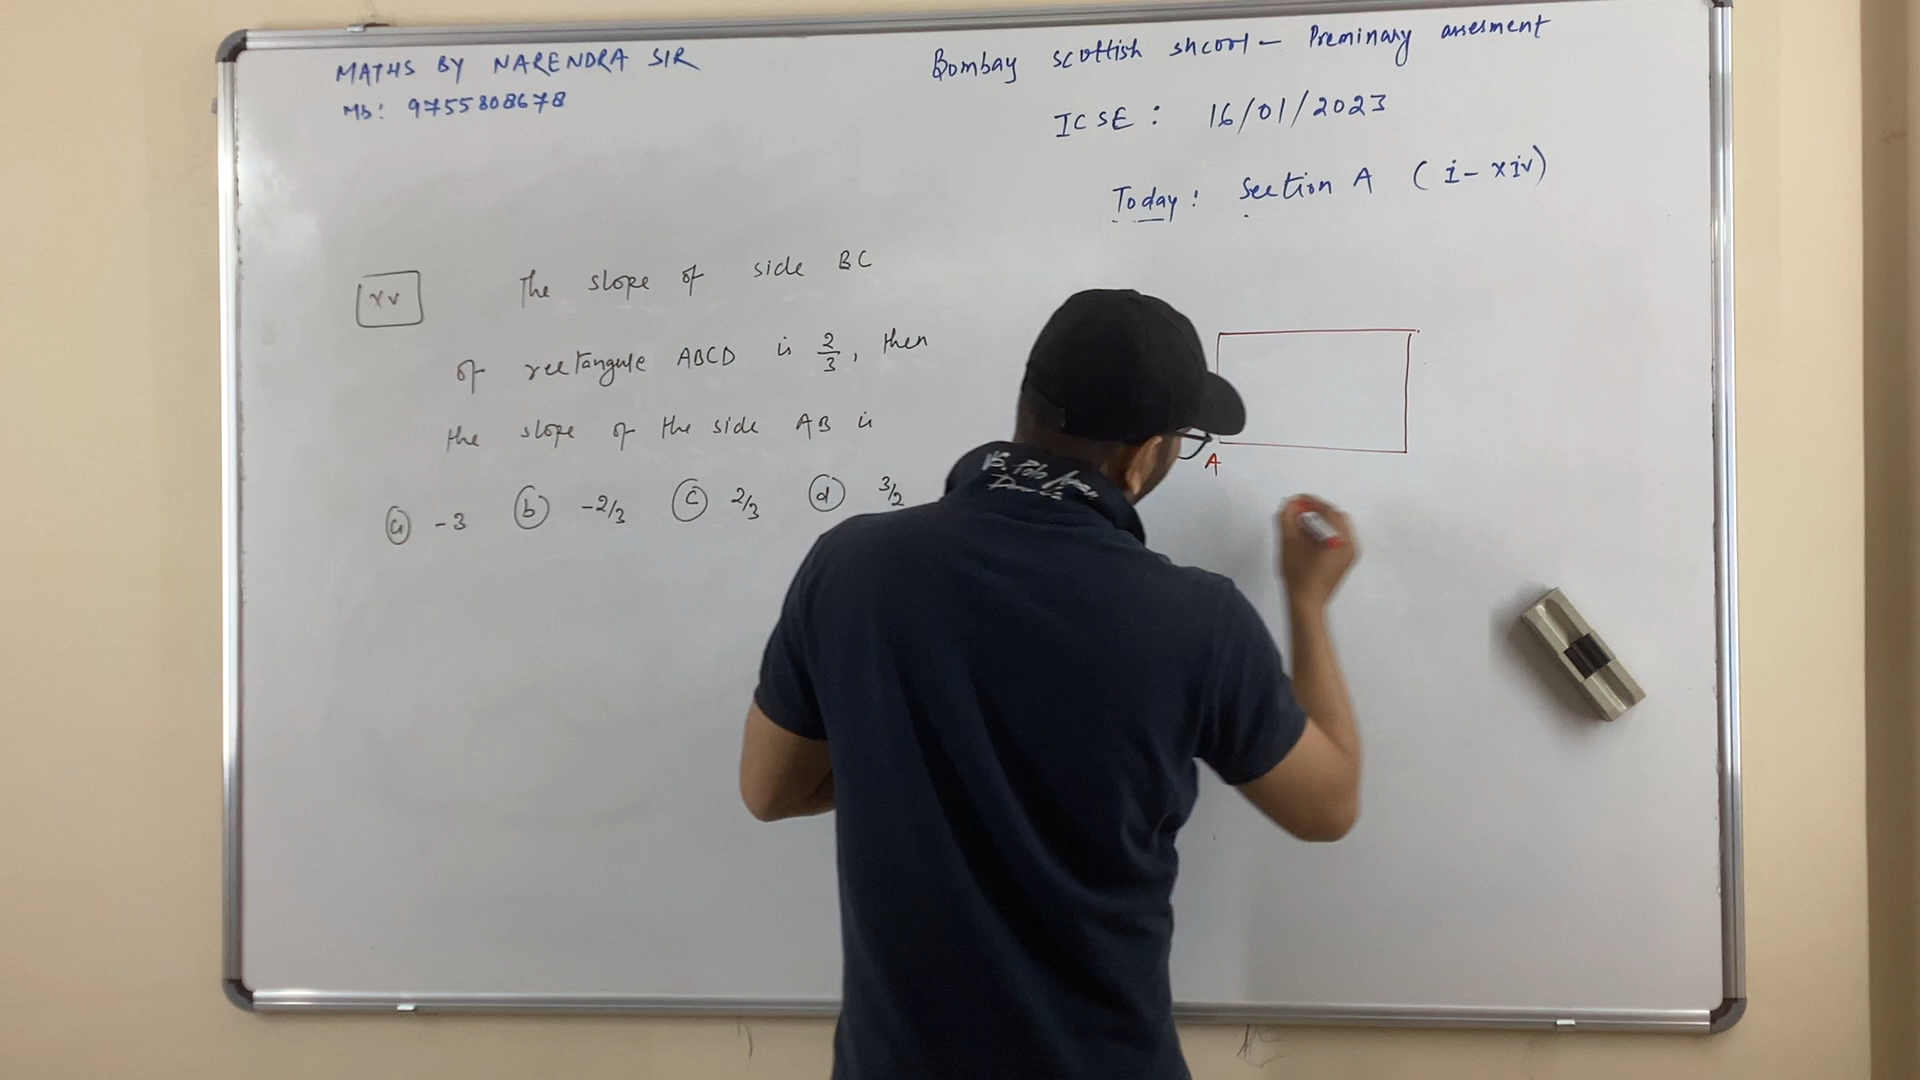 MATHS BY NARENDRA SIR
Mb: 9755808678
Bombay scottish shcool - Preminary assesment
ICSE: 16/01/2023
Today: Section A (i - xiv)
xv The slope of side BC
of rectangule ABCD is 2/3, then
the slope of the side AB is
(a) -3 (b) -2/3 (c) 2/3 (d) 3/2
A